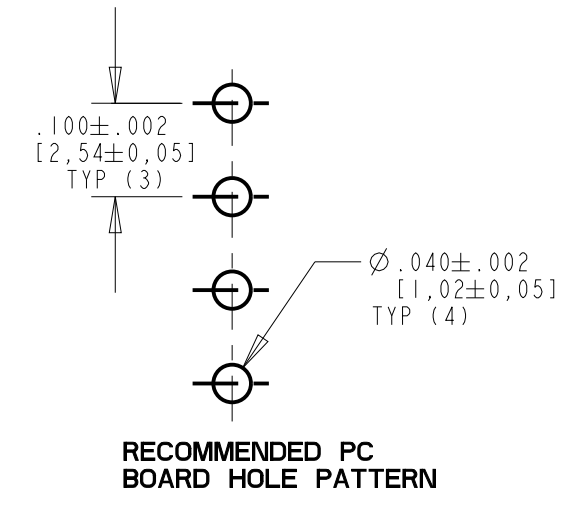 .100±.002
[2,54±0,05]
TYP (3)
⌀.040±.002
[1,02±0,05]
TYP (4)
RECOMMENDED PC
BOARD HOLE PATTERN